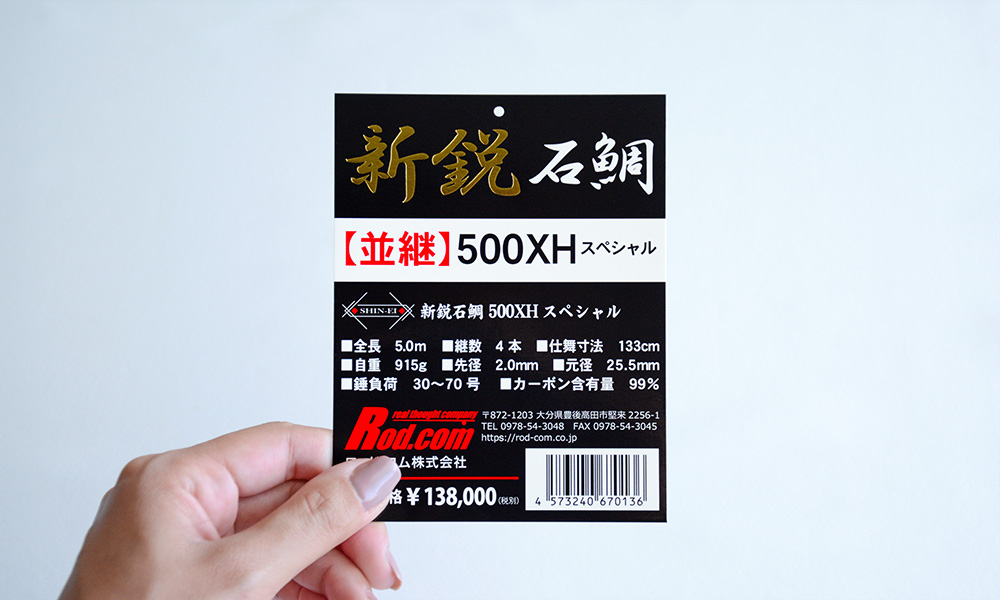 新鋭 石鯛
【並継】500XH スペシャル
SHIN-EI 新鋭石鯛 500XH スペシャル
■全長 5.0m ■継数 4本 ■仕舞寸法 133cm
■自重 915g ■先径 2.0mm ■元径 25.5mm
■錘負荷 30～70号 ■カーボン含有量 99%
real thought company
Rod.com
〒872-1203 大分県豊後高田市堅来 2256-1
TEL 0978-54-3048 FAX 0978-54-3045
https://rod-com.co.jp
ム株式会社
格 ¥138,000(税別)
4 573240 670136